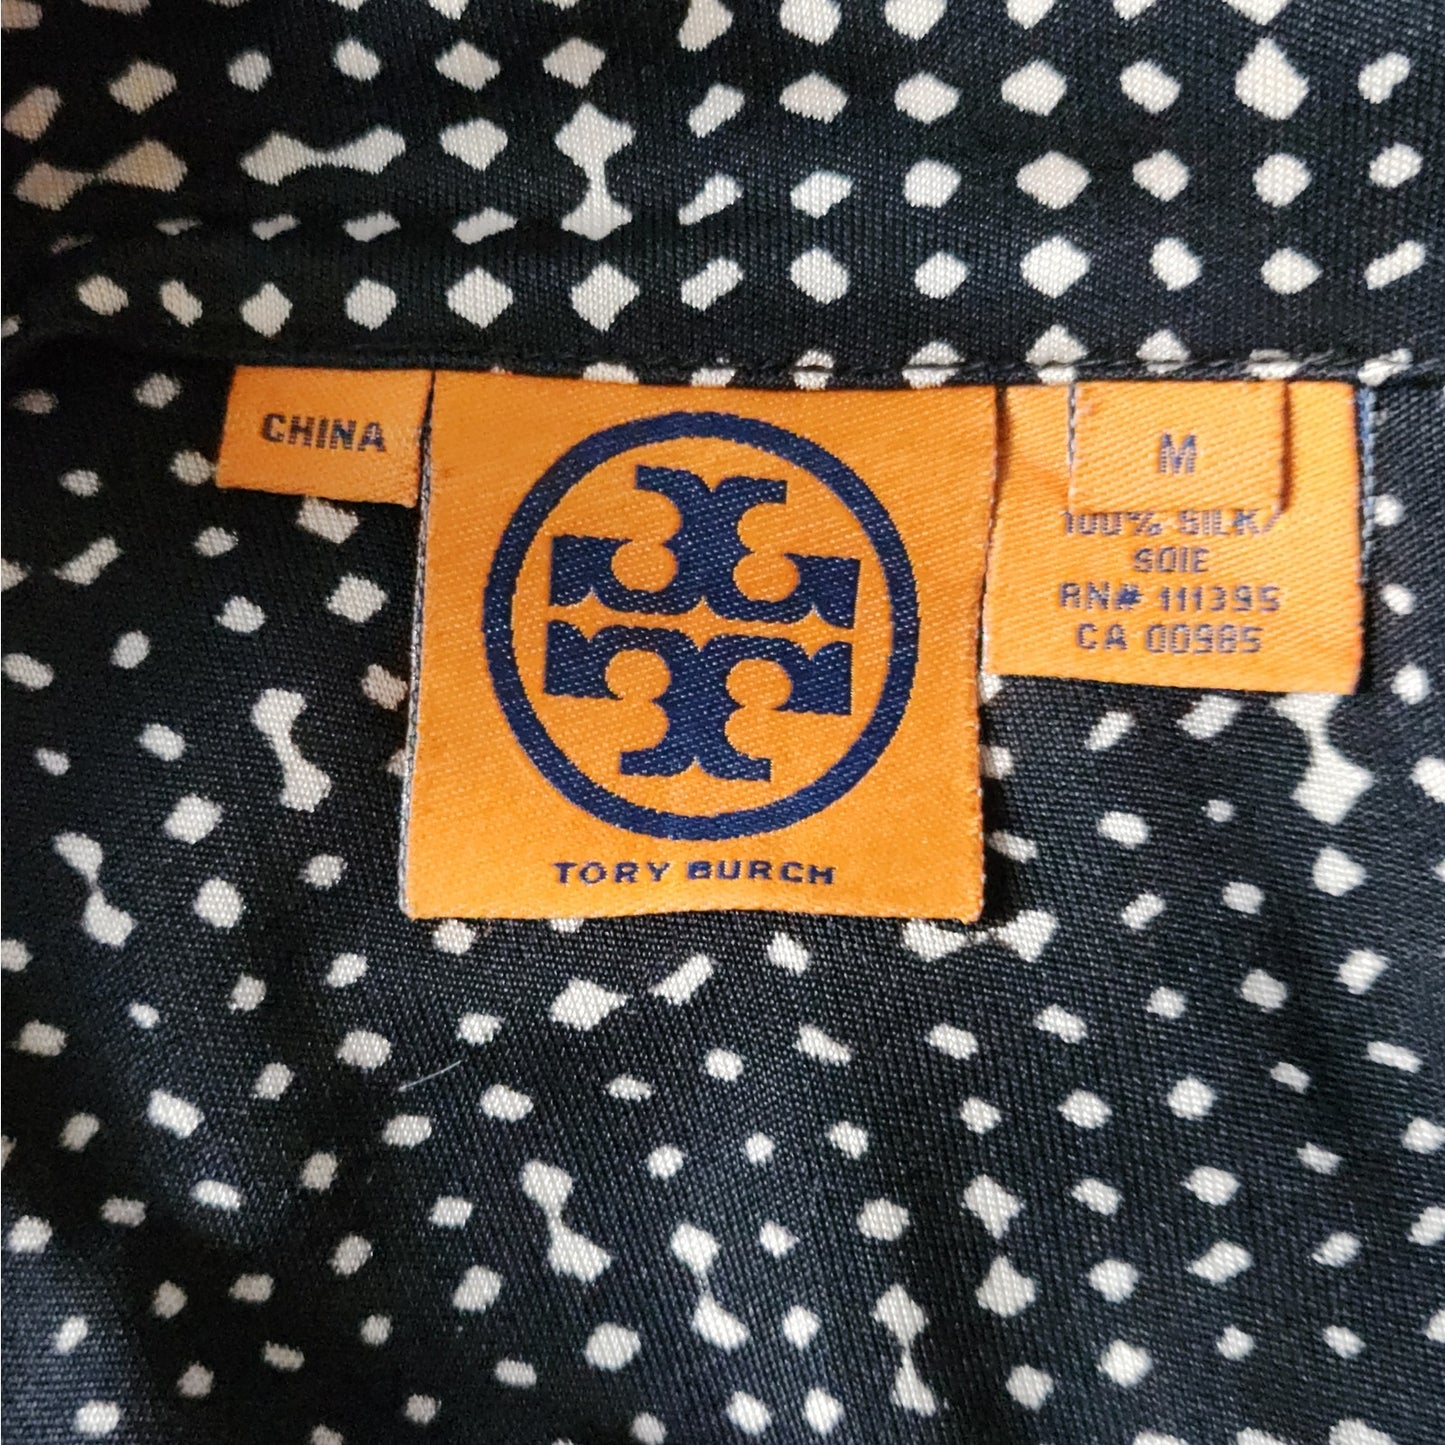 CHINA
TORY BURCH
M
100% SILK/
SOIE
RN# 111395
CA 00985